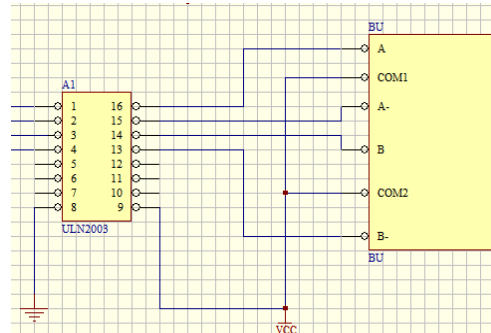 BU
A
COM1
A-
B
COM2
B-
BU
A1
1 16
2 15
3 14
4 13
5 12
6 11
7 10
8 9
ULN2003
VCC